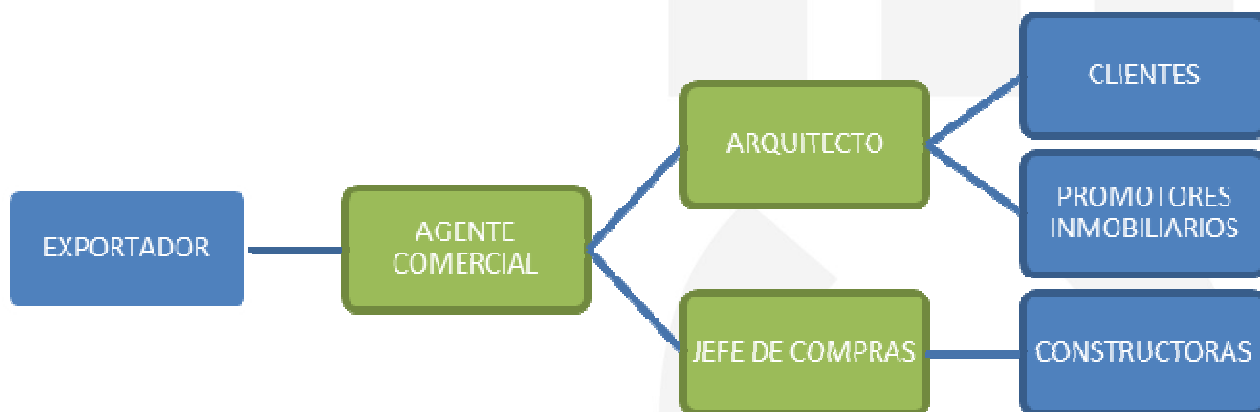 EXPORTADOR
AGENTE
COMERCIAL
ARQUITECTO
JEFE DE COMPRAS
CLIENTES
PROMOTORES
INMOBILIARIOS
CONSTRUCTORAS